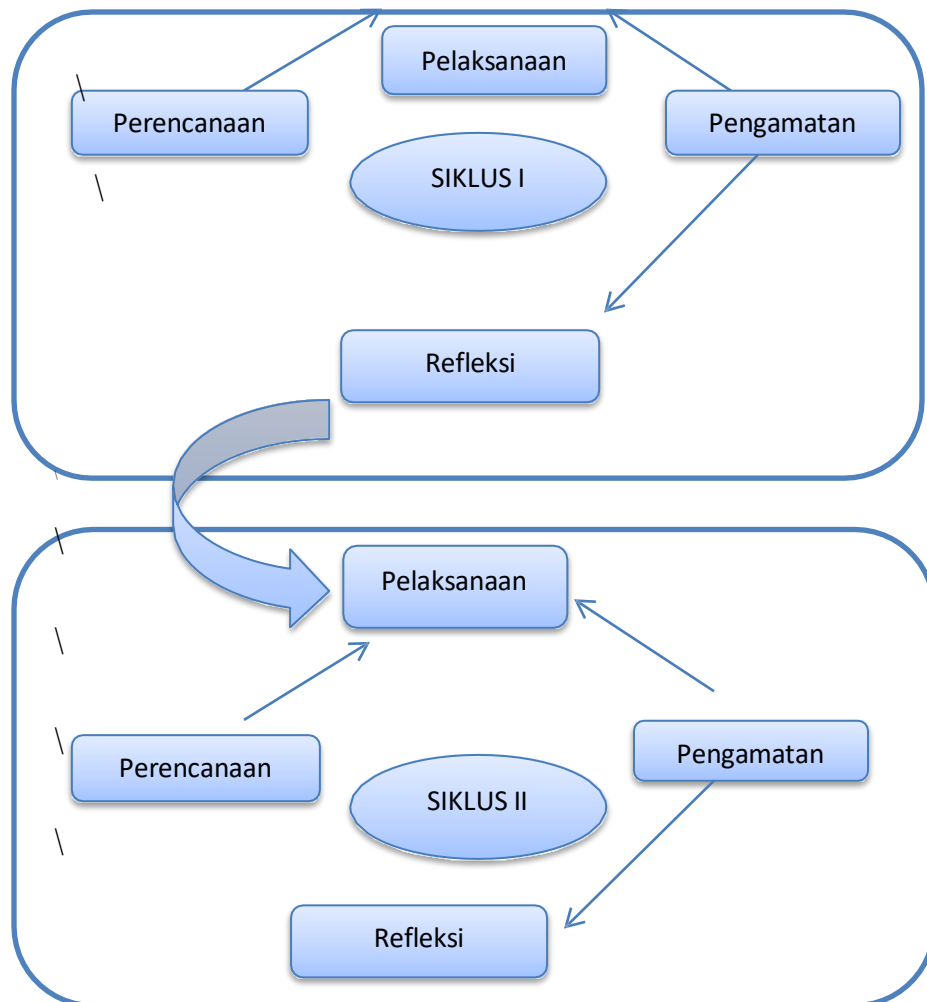 Pelaksanaan
Perencanaan
Pengamatan
SIKLUS I
Refleksi
Pelaksanaan
Perencanaan
Pengamatan
SIKLUS II
Refleksi